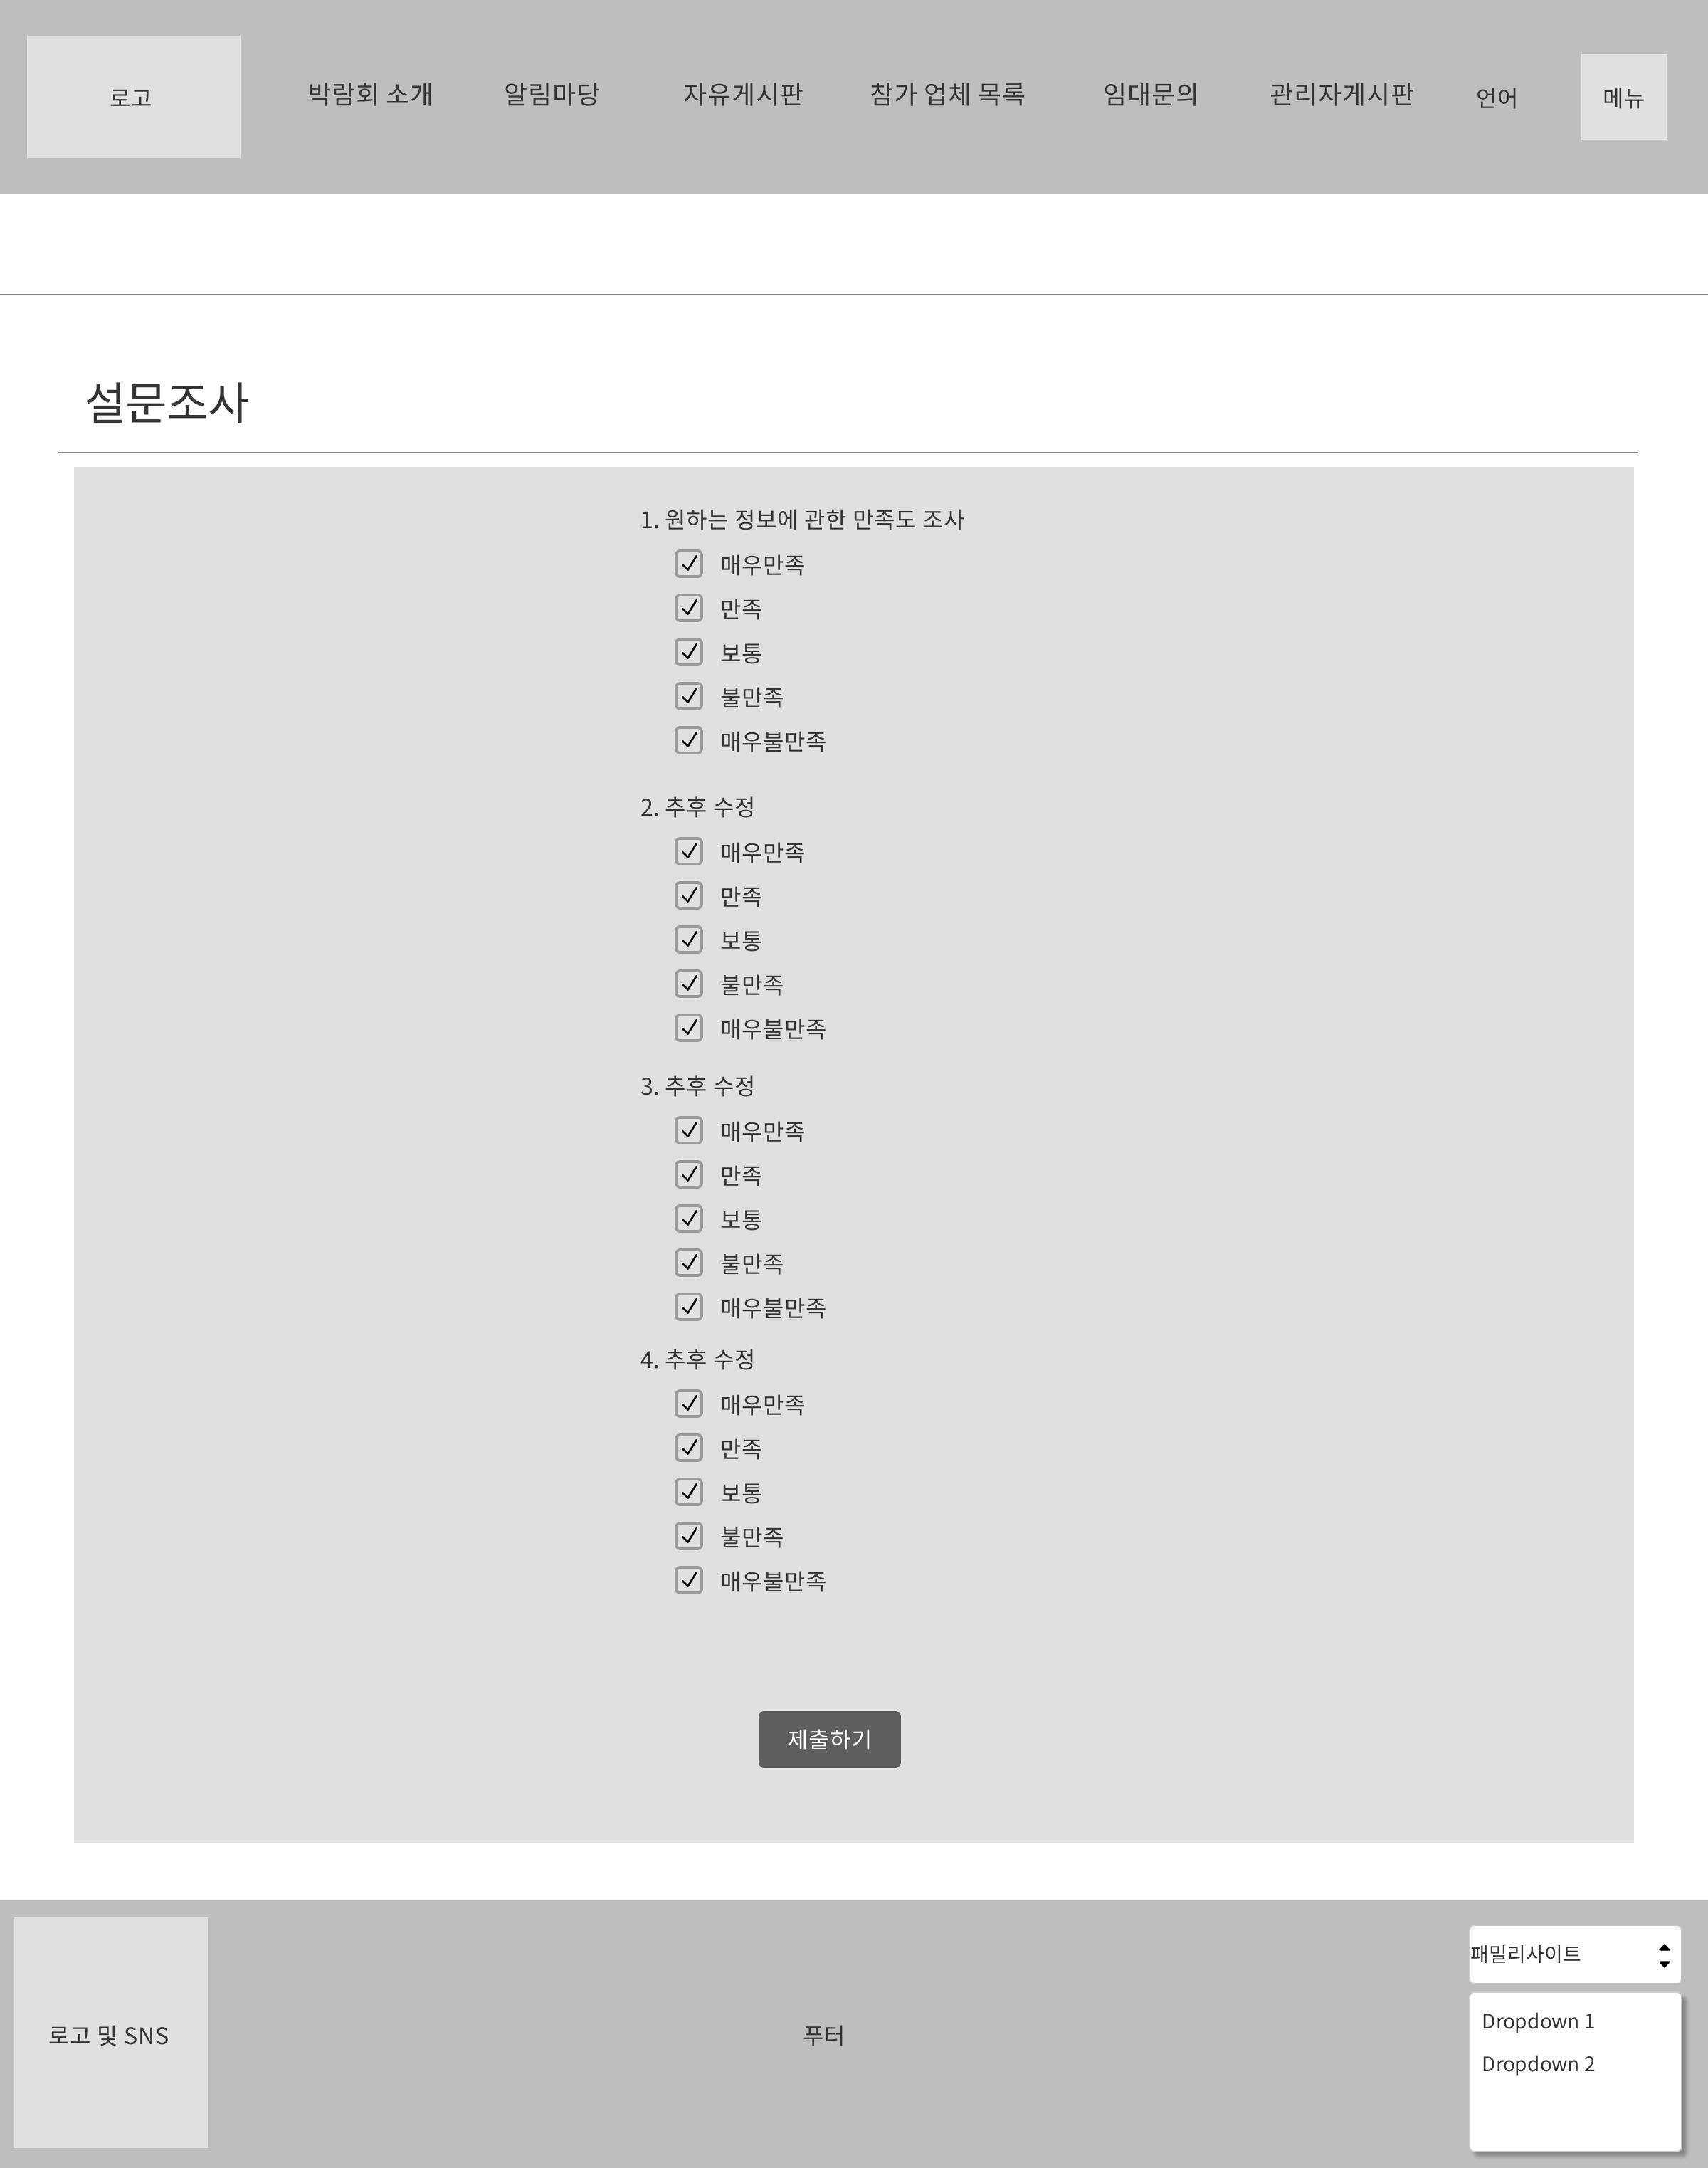 로고
박람회 소개
알림마당
자유게시판
참가 업체 목록
임대문의
관리자게시판
언어
메뉴
설문조사
1. 원하는 정보에 관한 만족도 조사
매우만족
만족
보통
불만족
매우불만족
2. 추후 수정
매우만족
만족
보통
불만족
매우불만족
3. 추후 수정
매우만족
만족
보통
불만족
매우불만족
4. 추후 수정
매우만족
만족
보통
불만족
매우불만족
제출하기
로고 및 SNS
푸터
패밀리사이트
Dropdown 1
Dropdown 2